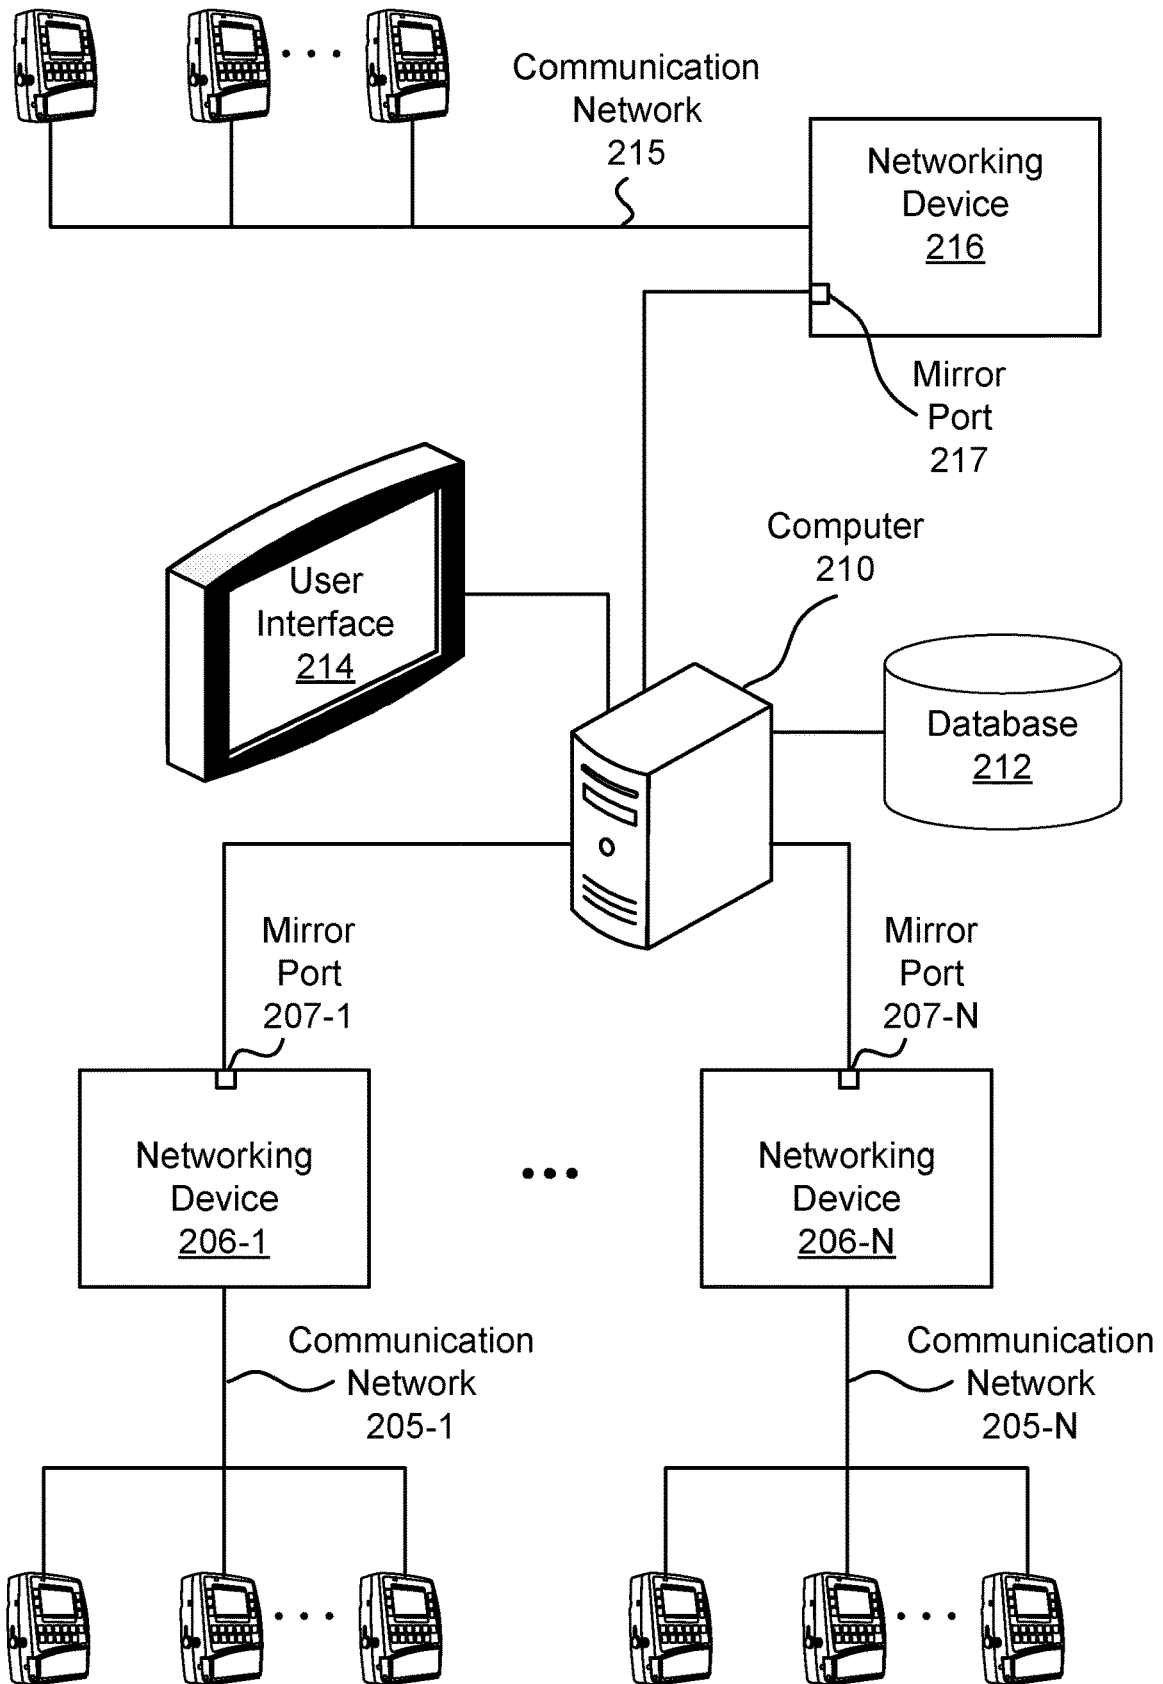 Communication
Network
215
Networking
Device
216
Mirror
Port
217
Computer
210
User
Interface
214
Database
212
Mirror
Port
207-1
Mirror
Port
207-N
Networking
Device
206-1
Networking
Device
206-N
Communication
Network
205-1
Communication
Network
205-N